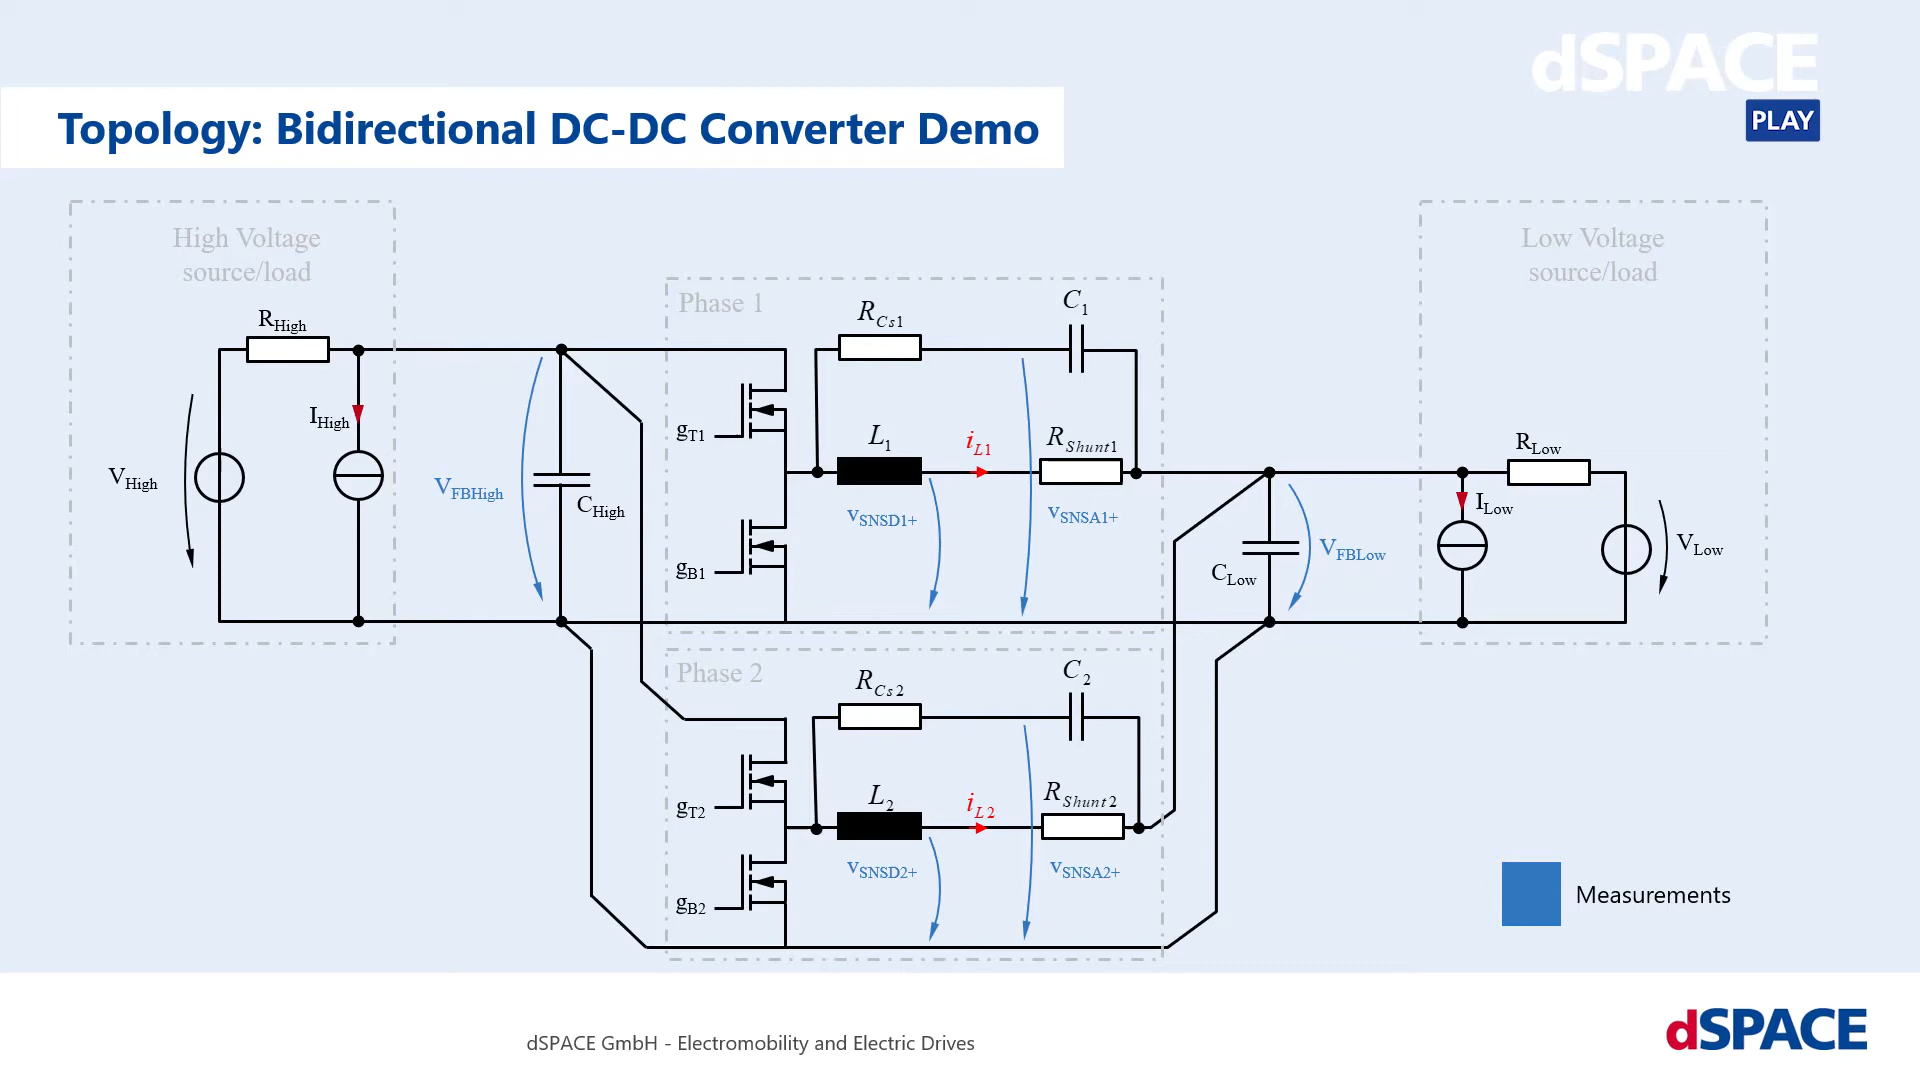 dSPACE
PLAY
Topology: Bidirectional DC-DC Converter Demo
High Voltage
source/load
Low Voltage
source/load
Phase 1
R_High
I_High
V_High
V_FBHigh
C_High
g_T1
g_B1
R_Cs1
C_1
L_1
i_L1
R_Shunt1
v_SNSD1+
v_SNSA1+
C_Low
V_FBLow
I_Low
R_Low
V_Low
Phase 2
R_Cs2
C_2
g_T2
g_B2
L_2
i_L2
R_Shunt2
v_SNSD2+
v_SNSA2+
Measurements
dSPACE GmbH - Electromobility and Electric Drives
dSPACE